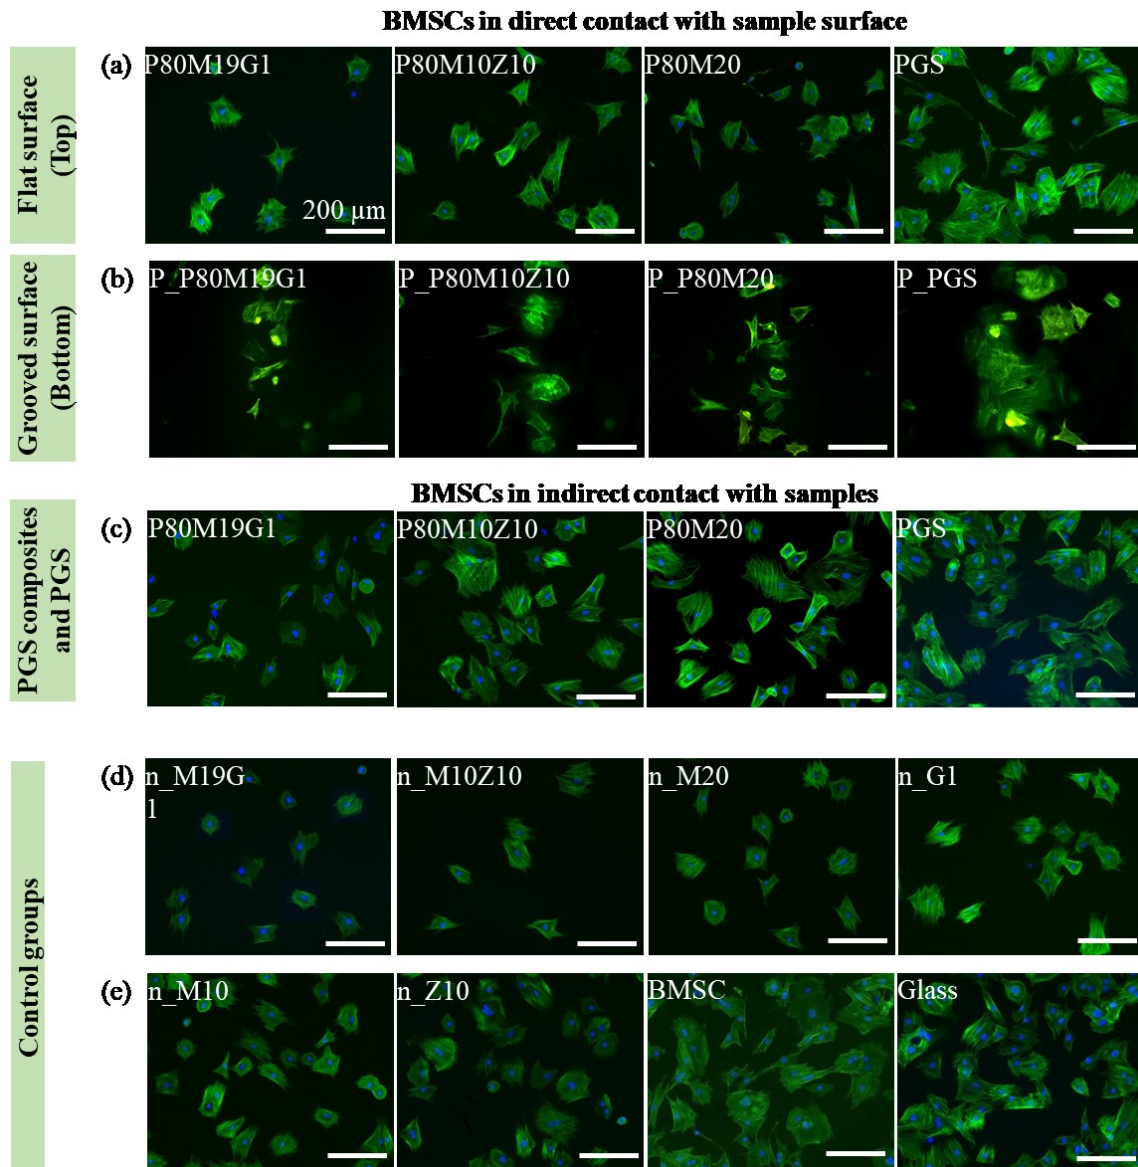 BMSCs in direct contact with sample surface
Flat surface
(Top)
(a)
P80M19G1
P80M10Z10
P80M20
PGS
200 μm
Grooved surface
(Bottom)
(b)
P_P80M19G1
P_P80M10Z10
P_P80M20
P_PGS
BMSCs in indirect contact with samples
PGS composites
and PGS
(c)
P80M19G1
P80M10Z10
P80M20
PGS
Control groups
(d)
n_M19G
1
n_M10Z10
n_M20
n_G1
(e)
n_M10
n_Z10
BMSC
Glass